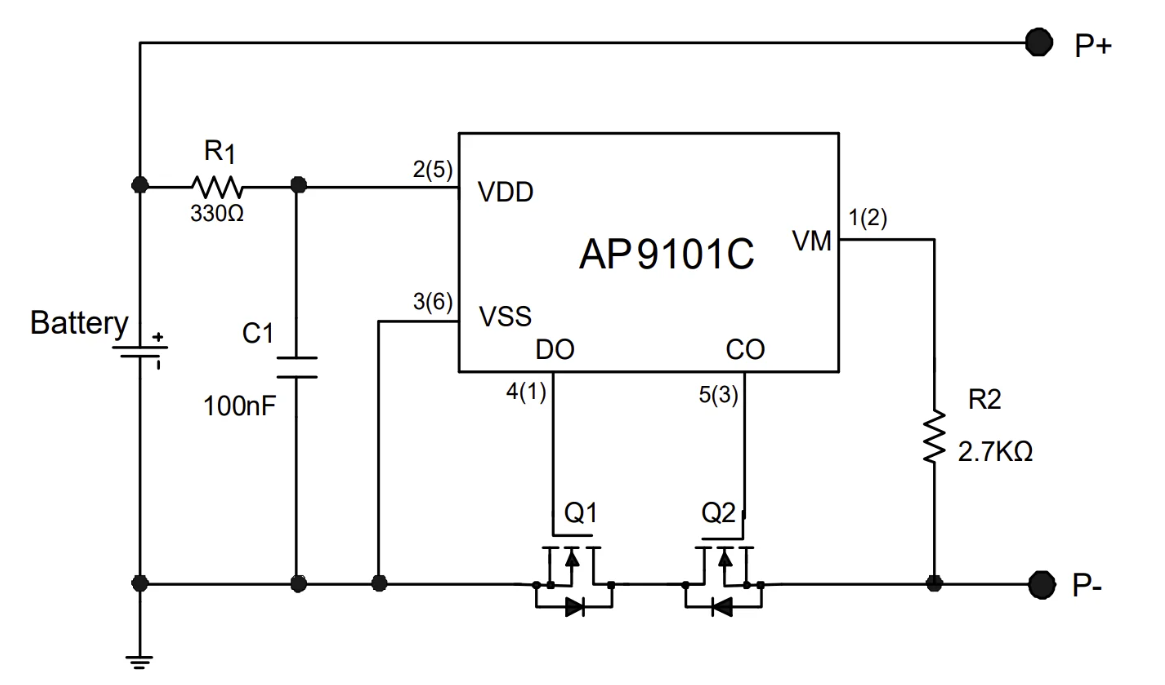 P+
R1
330Ω
2(5)
VDD
1(2)
VM
AP9101C
3(6)
VSS
Battery
+
-
C1
100nF
DO
CO
4(1)
5(3)
R2
2.7KΩ
Q1
Q2
P-